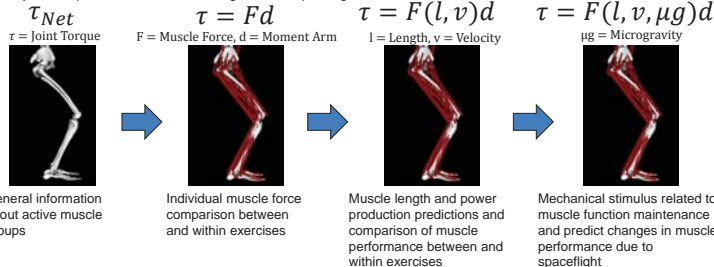 τNet
τ = Joint Torque
τ = Fd
F = Muscle Force, d = Moment Arm
τ = F(l, v)d
l = Length, v = Velocity
τ = F(l, v, μg)d
μg = Microgravity
eneral information
out active muscle
oups
Individual muscle force
comparison between
and within exercises
Muscle length and power
production predictions and
comparison of muscle
performance between and
within exercises
Mechanical stimulus related to
muscle function maintenance
and predict changes in muscle
performance due to
spaceflight